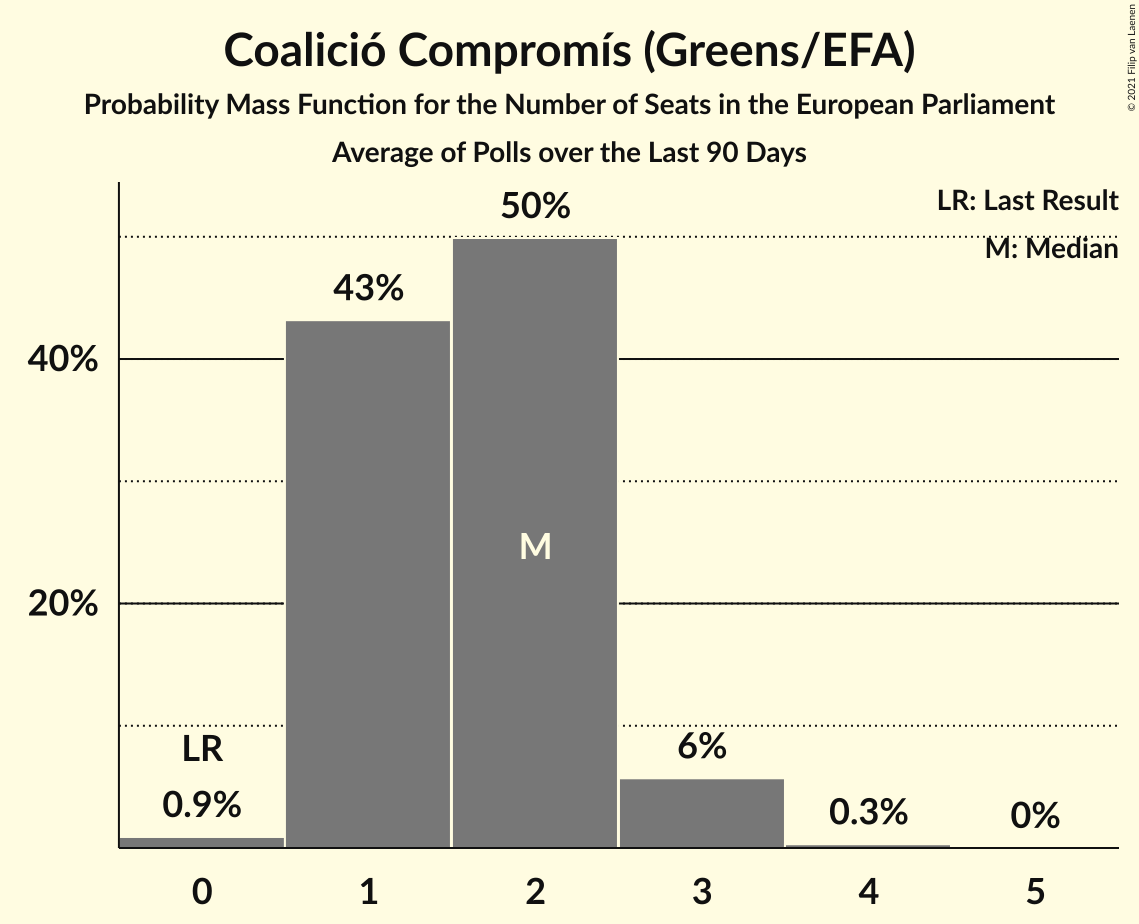 Coalició Compromís (Greens/EFA)
Probability Mass Function for the Number of Seats in the European Parliament
Average of Polls over the Last 90 Days
© 2021 Filip van Laenen
LR: Last Result
M: Median
50%
43%
40%
M
20%
LR
0.9%
6%
0.3%
0%
0 1 2 3 4 5